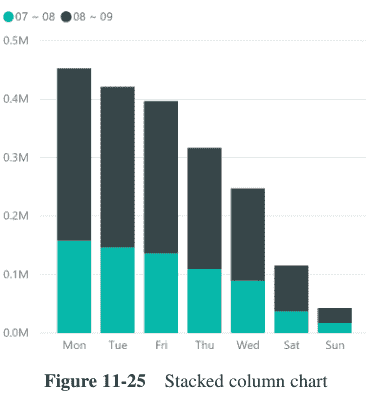 07 ~ 08 08 ~ 09
0.5M
0.4M
0.3M
0.2M
0.1M
0.0M
Mon Tue Fri Thu Wed Sat Sun
Figure 11-25 Stacked column chart